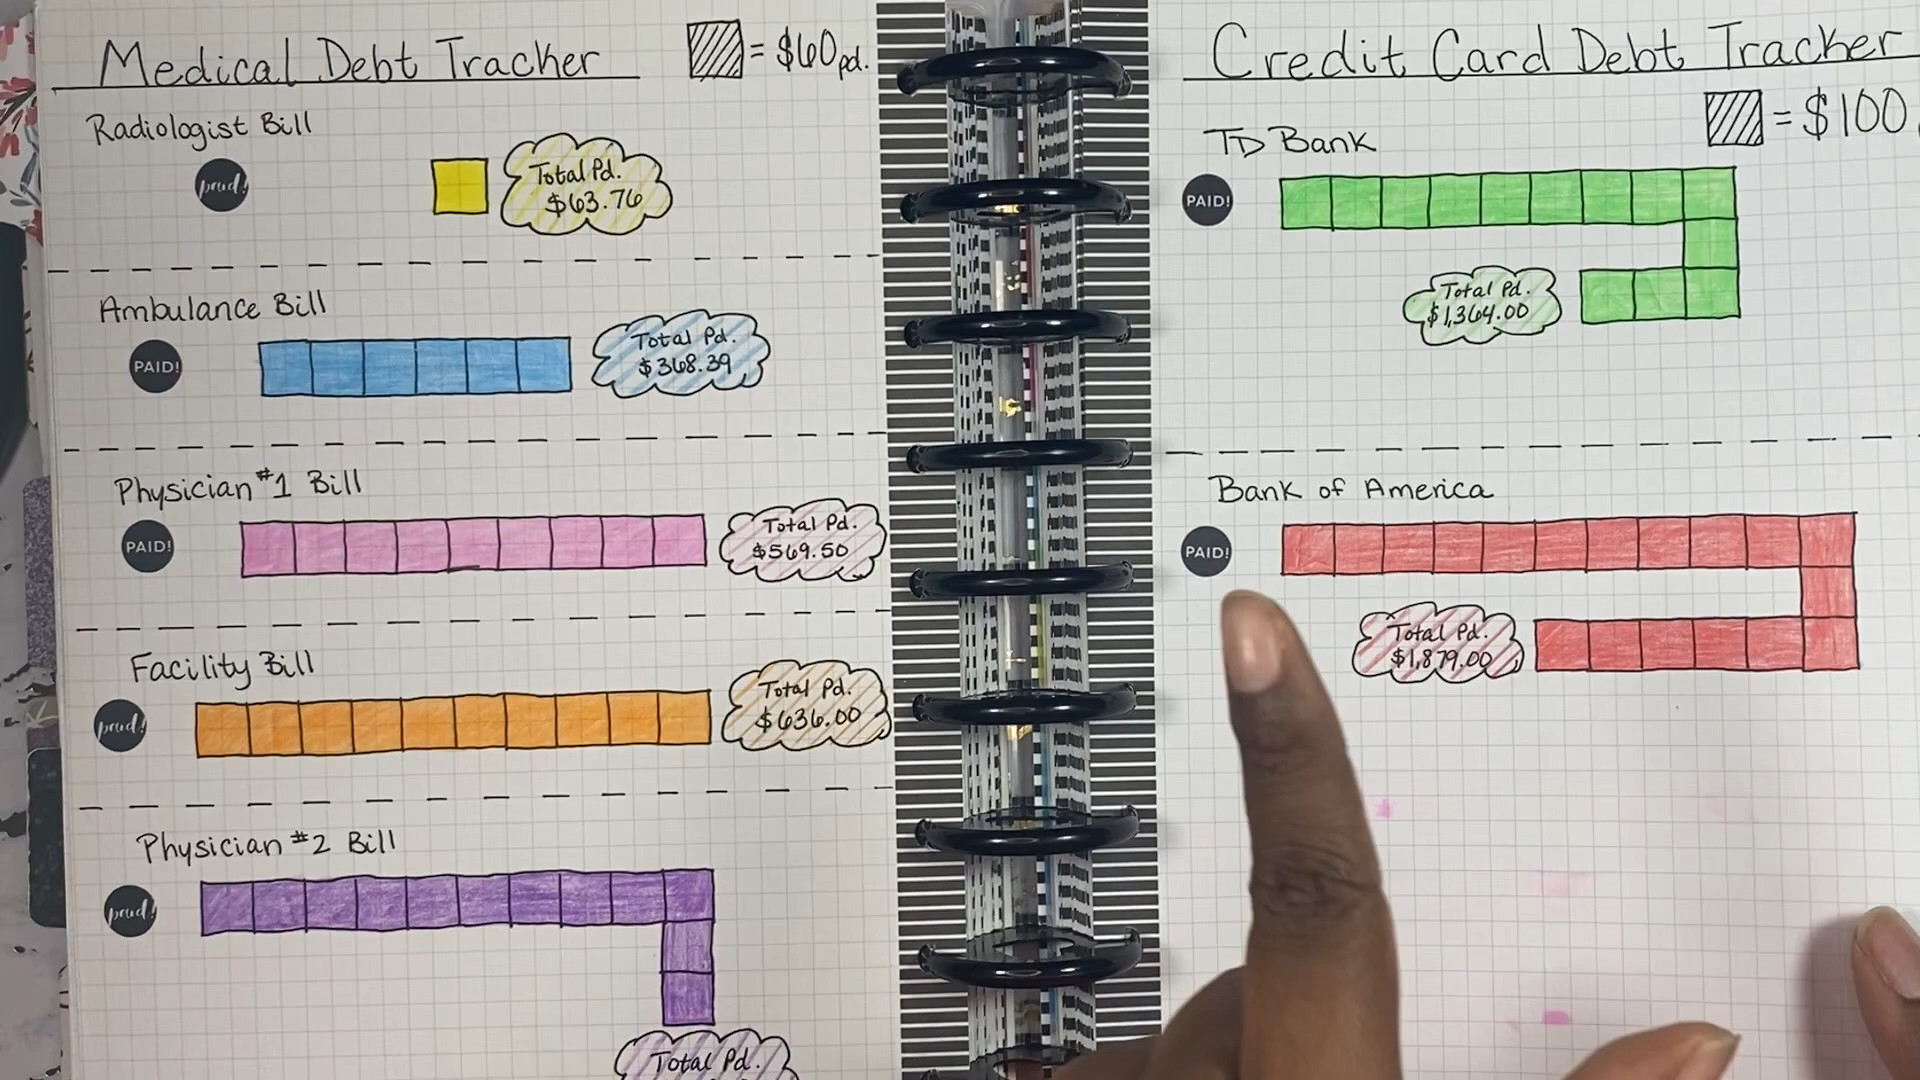 Medical Debt Tracker
= $60 pd.
Radiologist Bill
proud!
Total Pd.
$63.76
Ambulance Bill
PAID!
Total Pd.
$368.39
Physician #1 Bill
PAID!
Total Pd.
$569.50
Facility Bill
proud!
Total Pd.
$636.00
Physician #2 Bill
proud!
Total Pd.
Credit Card Debt Tracker
= $100
TD Bank
PAID!
Total Pd.
$1,364.00
Bank of America
PAID!
Total Pd.
$1,879.00